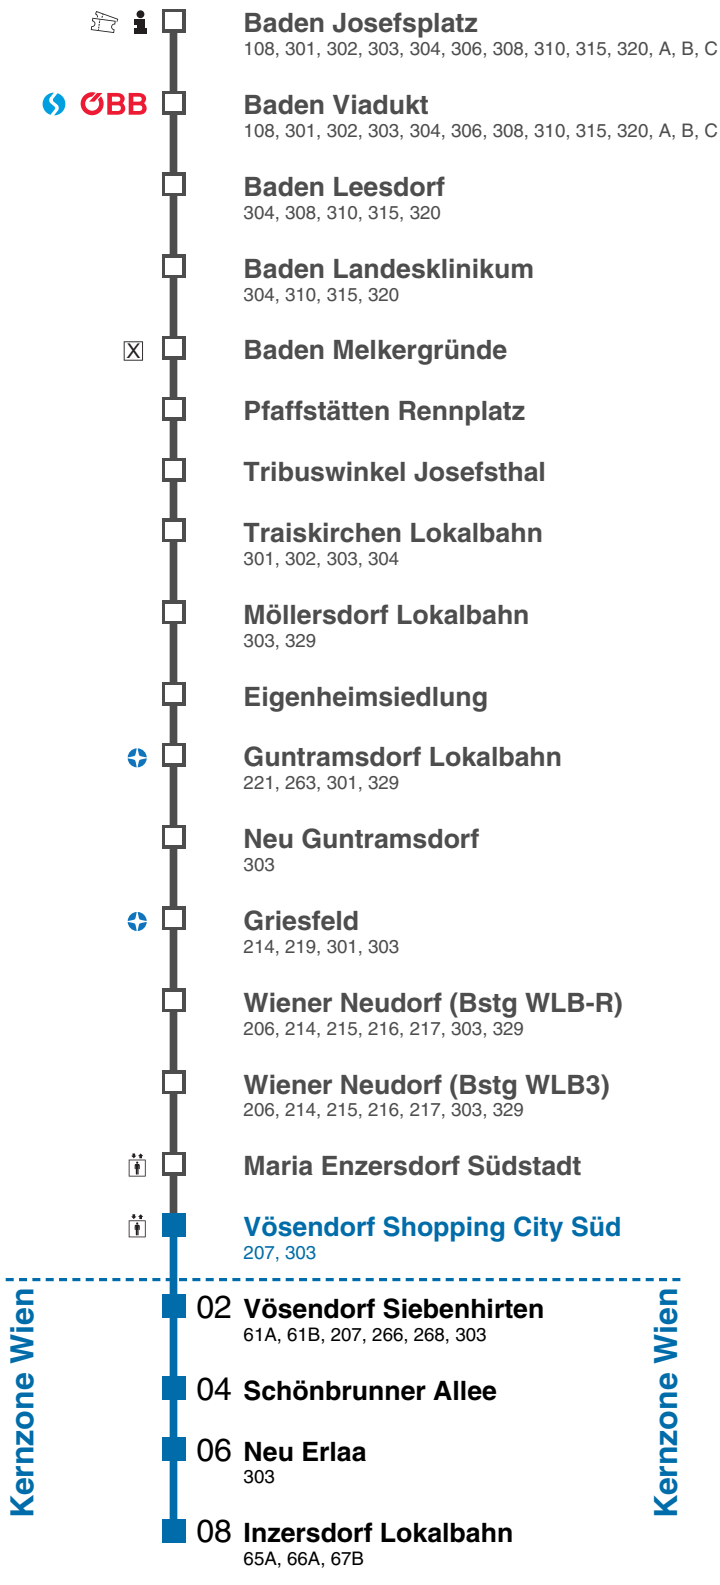 Baden Josefsplatz
108, 301, 302, 303, 304, 306, 308, 310, 315, 320, A, B, C
ÖBB
Baden Viadukt
108, 301, 302, 303, 304, 306, 308, 310, 315, 320, A, B, C
Baden Leesdorf
304, 308, 310, 315, 320
Baden Landesklinikum
304, 310, 315, 320
X
Baden Melkergründe
Pfaffstätten Rennplatz
Tribuswinkel Josefsthal
Traiskirchen Lokalbahn
301, 302, 303, 304
Möllersdorf Lokalbahn
303, 329
Eigenheimsiedlung
Guntramsdorf Lokalbahn
221, 263, 301, 329
Neu Guntramsdorf
303
Griesfeld
214, 219, 301, 303
Wiener Neudorf (Bstg WLB-R)
206, 214, 215, 216, 217, 303, 329
Wiener Neudorf (Bstg WLB3)
206, 214, 215, 216, 217, 303, 329
Maria Enzersdorf Südstadt
Vösendorf Shopping City Süd
207, 303
Kernzone Wien
02 Vösendorf Siebenhirten
61A, 61B, 207, 266, 268, 303
04 Schönbrunner Allee
06 Neu Erlaa
303
08 Inzersdorf Lokalbahn
65A, 66A, 67B
Kernzone Wien